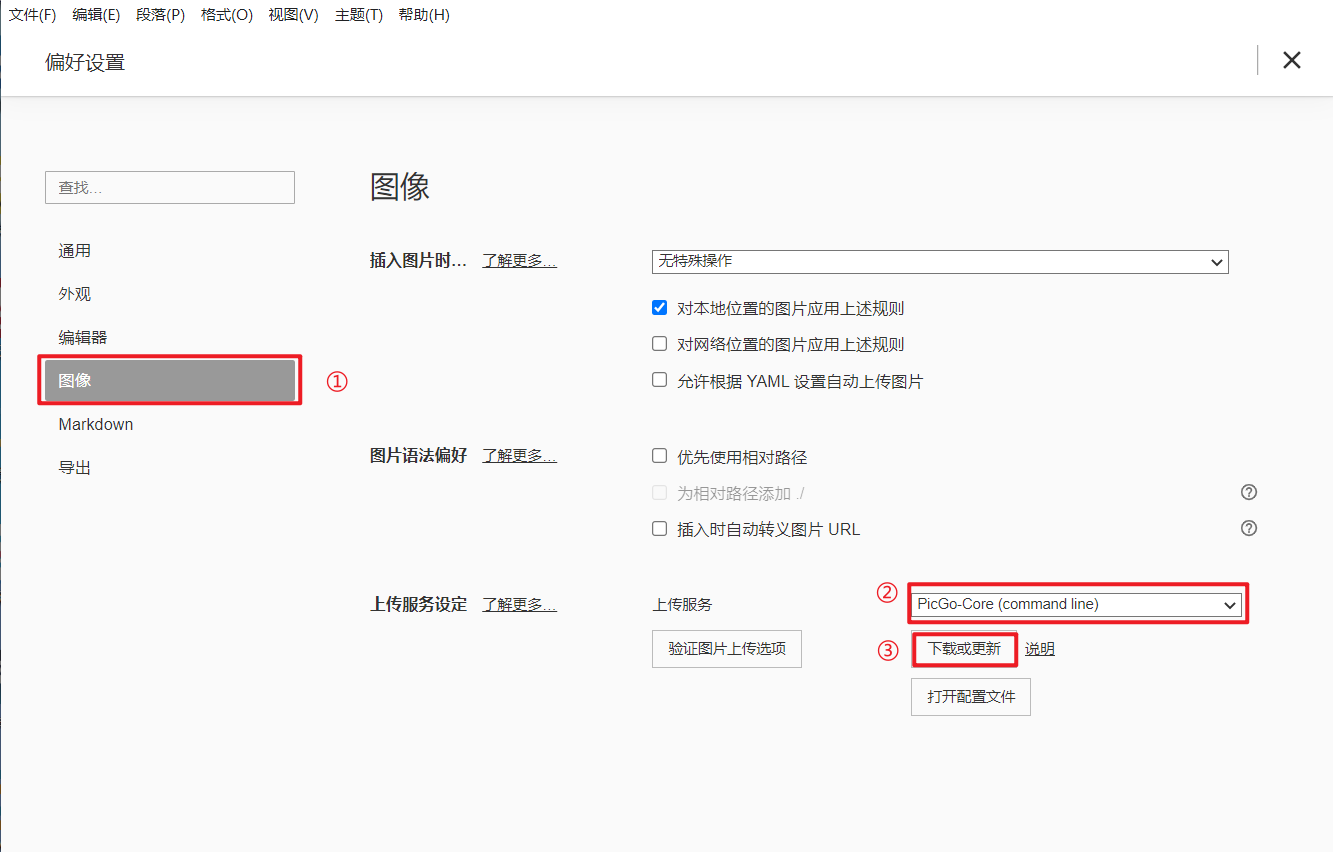 文件(F) 编辑(E) 段落(P) 格式(O) 视图(V) 主题(T) 帮助(H)
偏好设置
查找…
通用
外观
编辑器
图像
①
Markdown
导出
图像
插入图片时… 了解更多…
无特殊操作
对本地位置的图片应用上述规则
对网络位置的图片应用上述规则
允许根据 YAML 设置自动上传图片
图片语法偏好 了解更多…
优先使用相对路径
为相对路径添加 ./
插入时自动转义图片 URL
上传服务设定 了解更多…
上传服务
② PicGo-Core (command line)
验证图片上传选项
③ 下载或更新 说明
打开配置文件